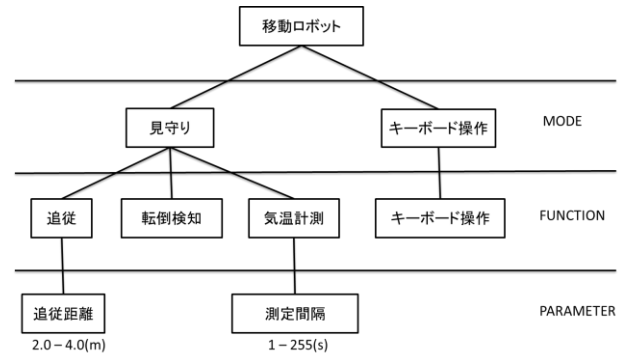 移動ロボット
見守り
キーボード操作
MODE
追従
転倒検知
気温計測
キーボード操作
FUNCTION
追従距離
測定間隔
PARAMETER
2.0 – 4.0(m)
1 – 255(s)